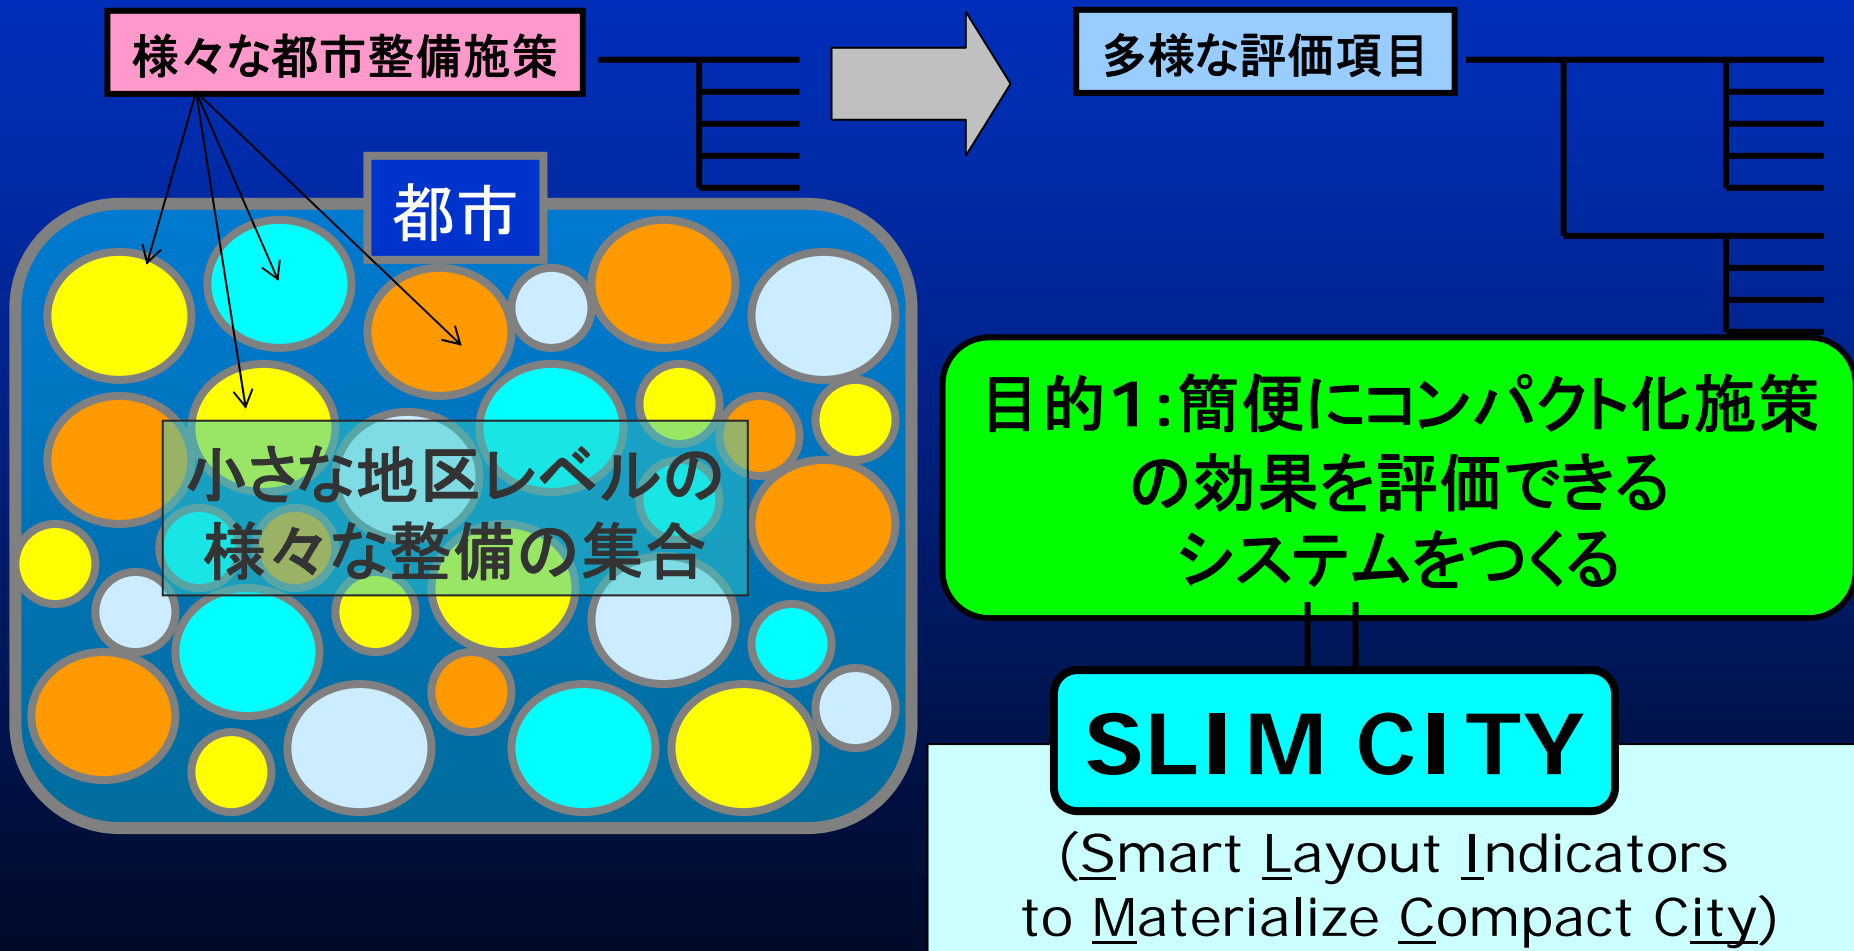 様々な都市整備施策
多様な評価項目
都市
小さな地区レベルの
様々な整備の集合
目的1:簡便にコンパクト化施策
の効果を評価できる
システムをつくる
SLIM CITY
(Smart Layout Indicators
to Materialize Compact City)